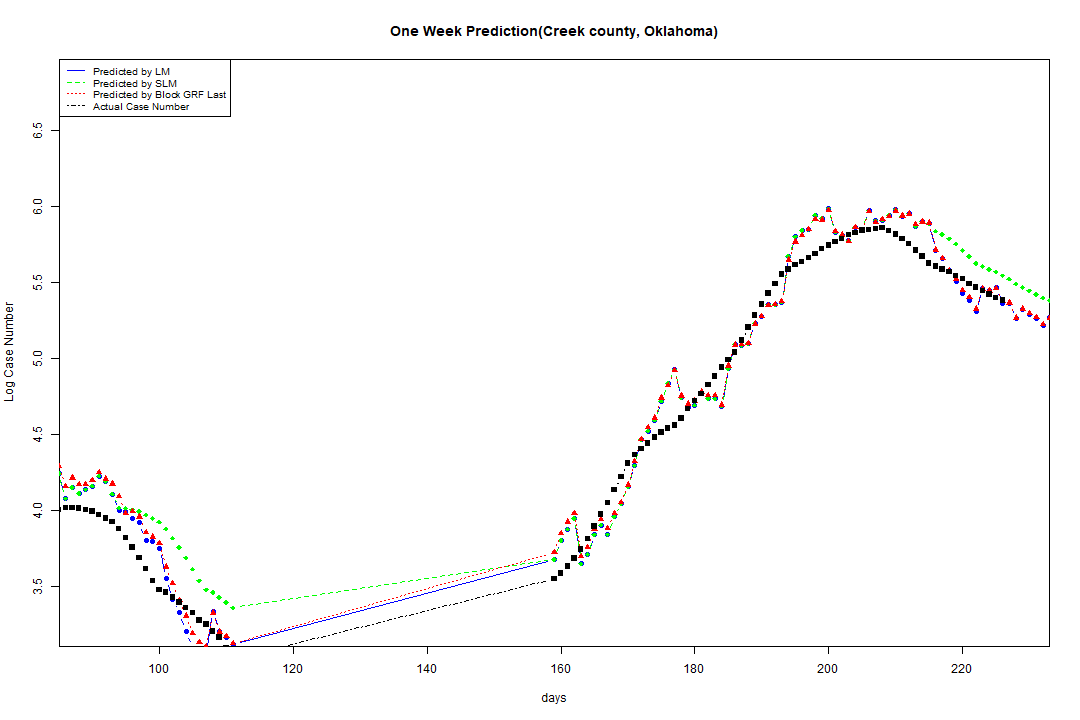 One Week Prediction(Creek county, Oklahoma)
Predicted by LM
Predicted by SLM
Predicted by Block GRF Last
Actual Case Number
Log Case Number
6.5
6.0
5.5
5.0
4.5
4.0
3.5
100 120 140 160 180 200 220
days